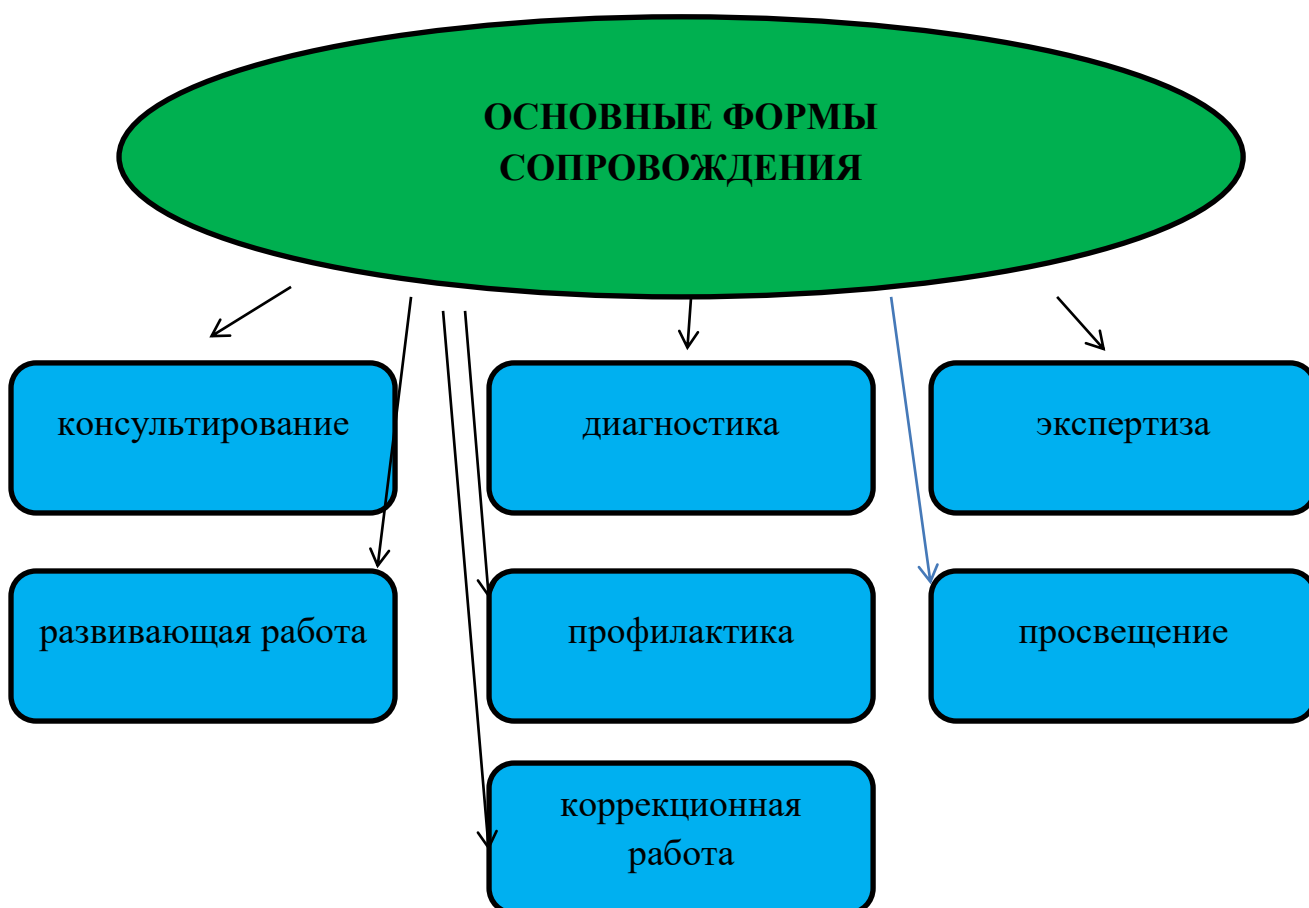 ОСНОВНЫЕ ФОРМЫ
СОПРОВОЖДЕНИЯ
консультирование
диагностика
экспертиза
развивающая работа
профилактика
просвещение
коррекционная
работа